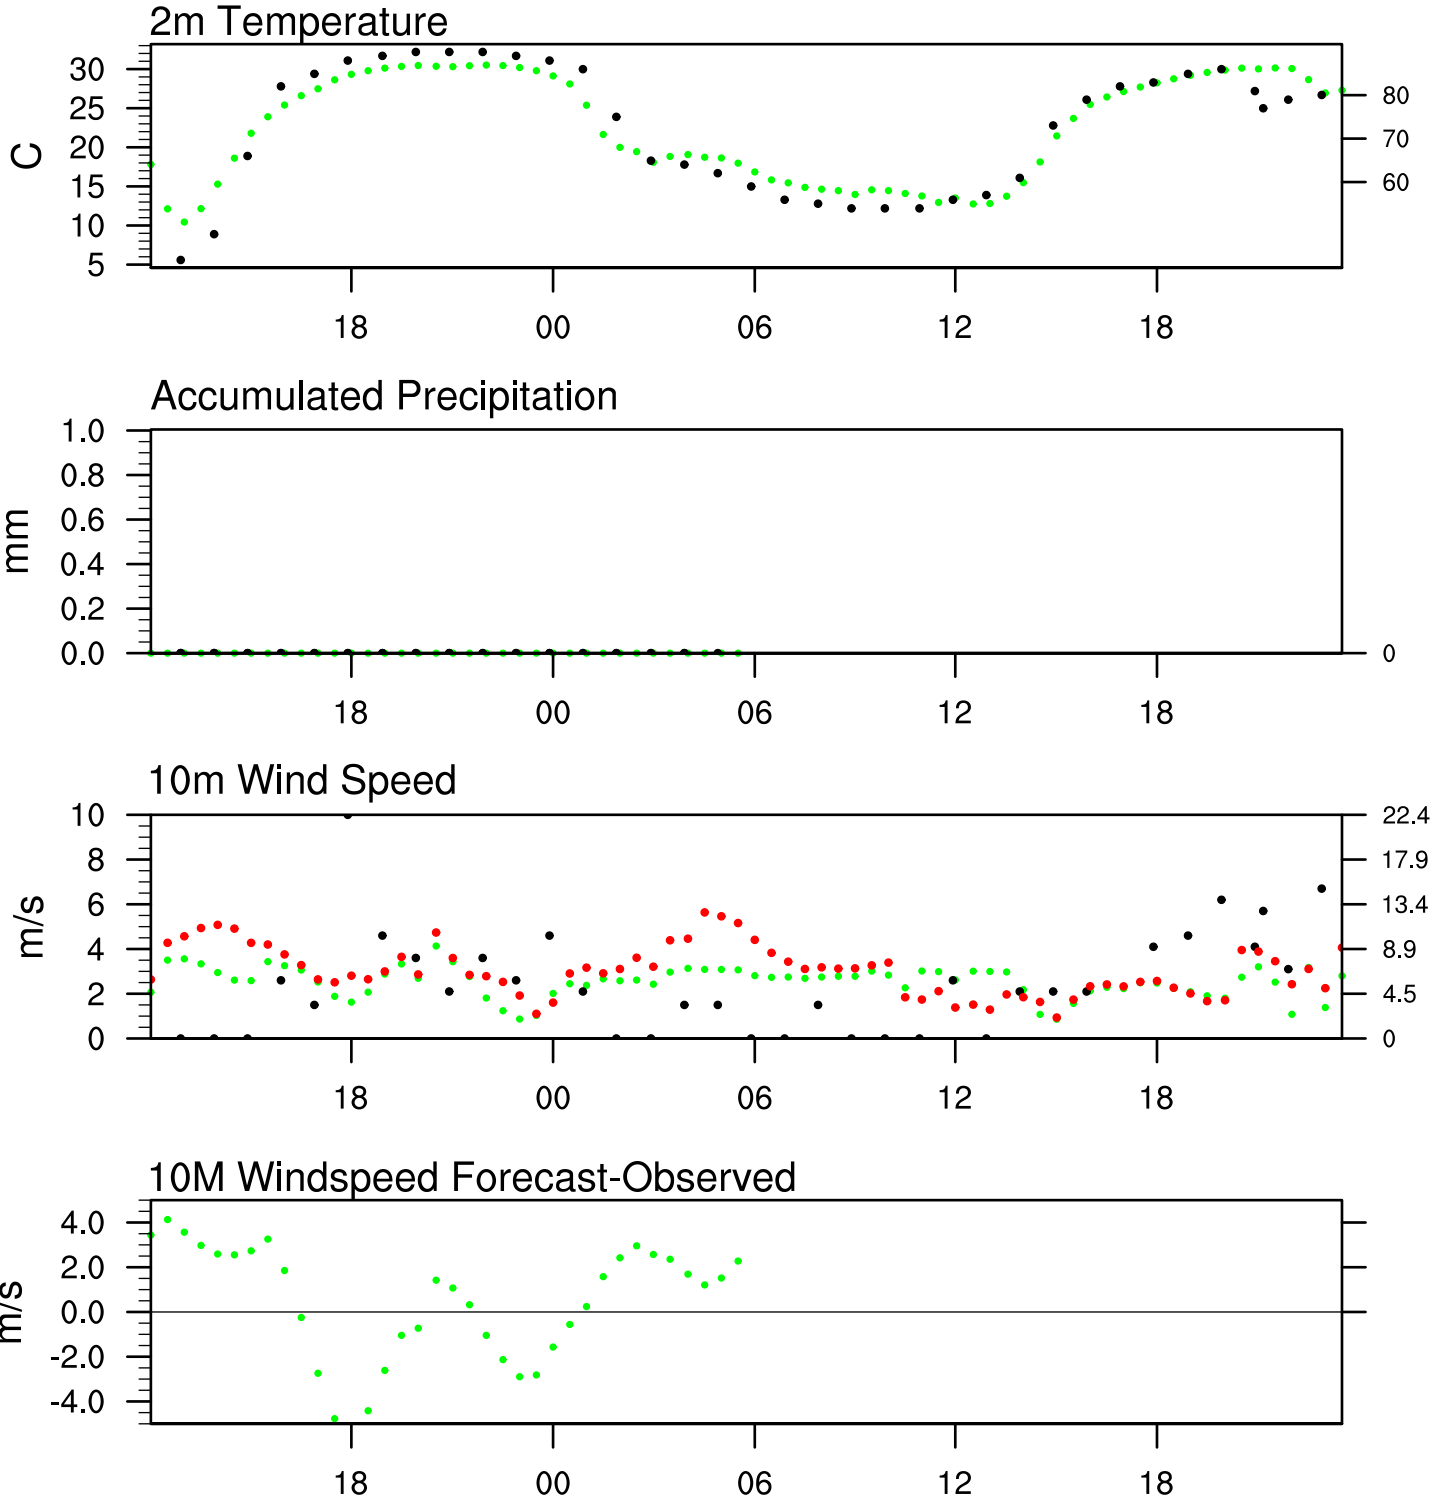 2m Temperature
30
25
20
15
10
5
C
80
70
60
18 00 06 12 18
Accumulated Precipitation
1.0
0.8
0.6
0.4
0.2
0.0
mm
0
18 00 06 12 18
10m Wind Speed
10
8
6
4
2
0
m/s
22.4
17.9
13.4
8.9
4.5
0
18 00 06 12 18
10M Windspeed Forecast-Observed
4.0
2.0
0.0
-2.0
-4.0
m/s
18 00 06 12 18